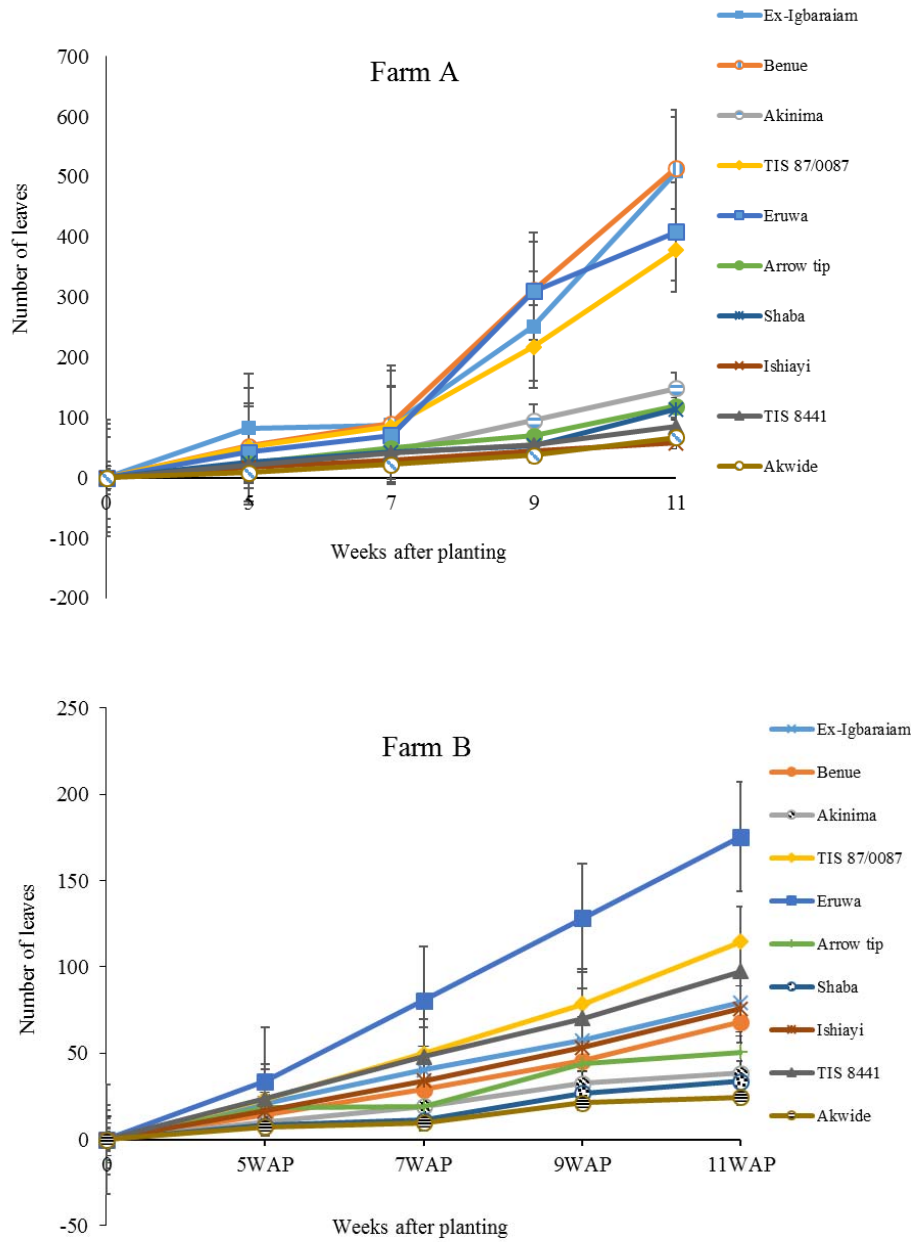 Farm A
Number of leaves
700
600
500
400
300
200
100
0
-100
-200
0
5
7
9
11
Weeks after planting
Ex-Igbaraiam
Benue
Akinima
TIS 87/0087
Eruwa
Arrow tip
Shaba
Ishiayi
TIS 8441
Akwide
Farm B
Number of leaves
250
200
150
100
50
0
-50
0
5WAP
7WAP
9WAP
11WAP
Weeks after planting
Ex-Igbaraiam
Benue
Akinima
TIS 87/0087
Eruwa
Arrow tip
Shaba
Ishiayi
TIS 8441
Akwide